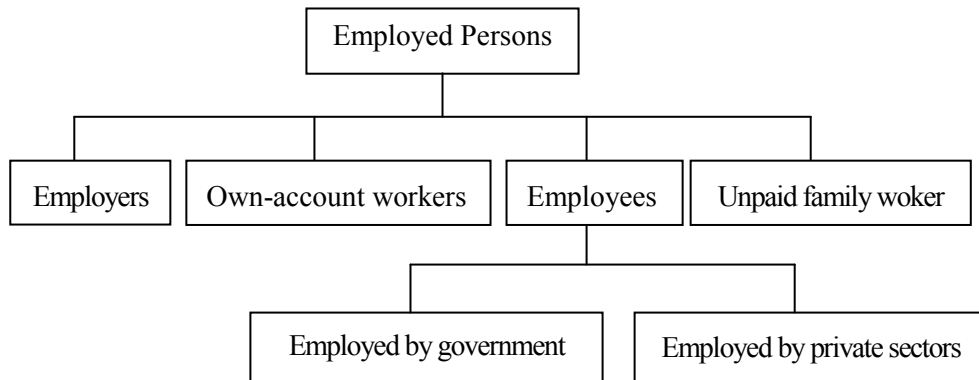 Employed Persons
Employers
Own-account workers
Employees
Unpaid family woker
Employed by government
Employed by private sectors